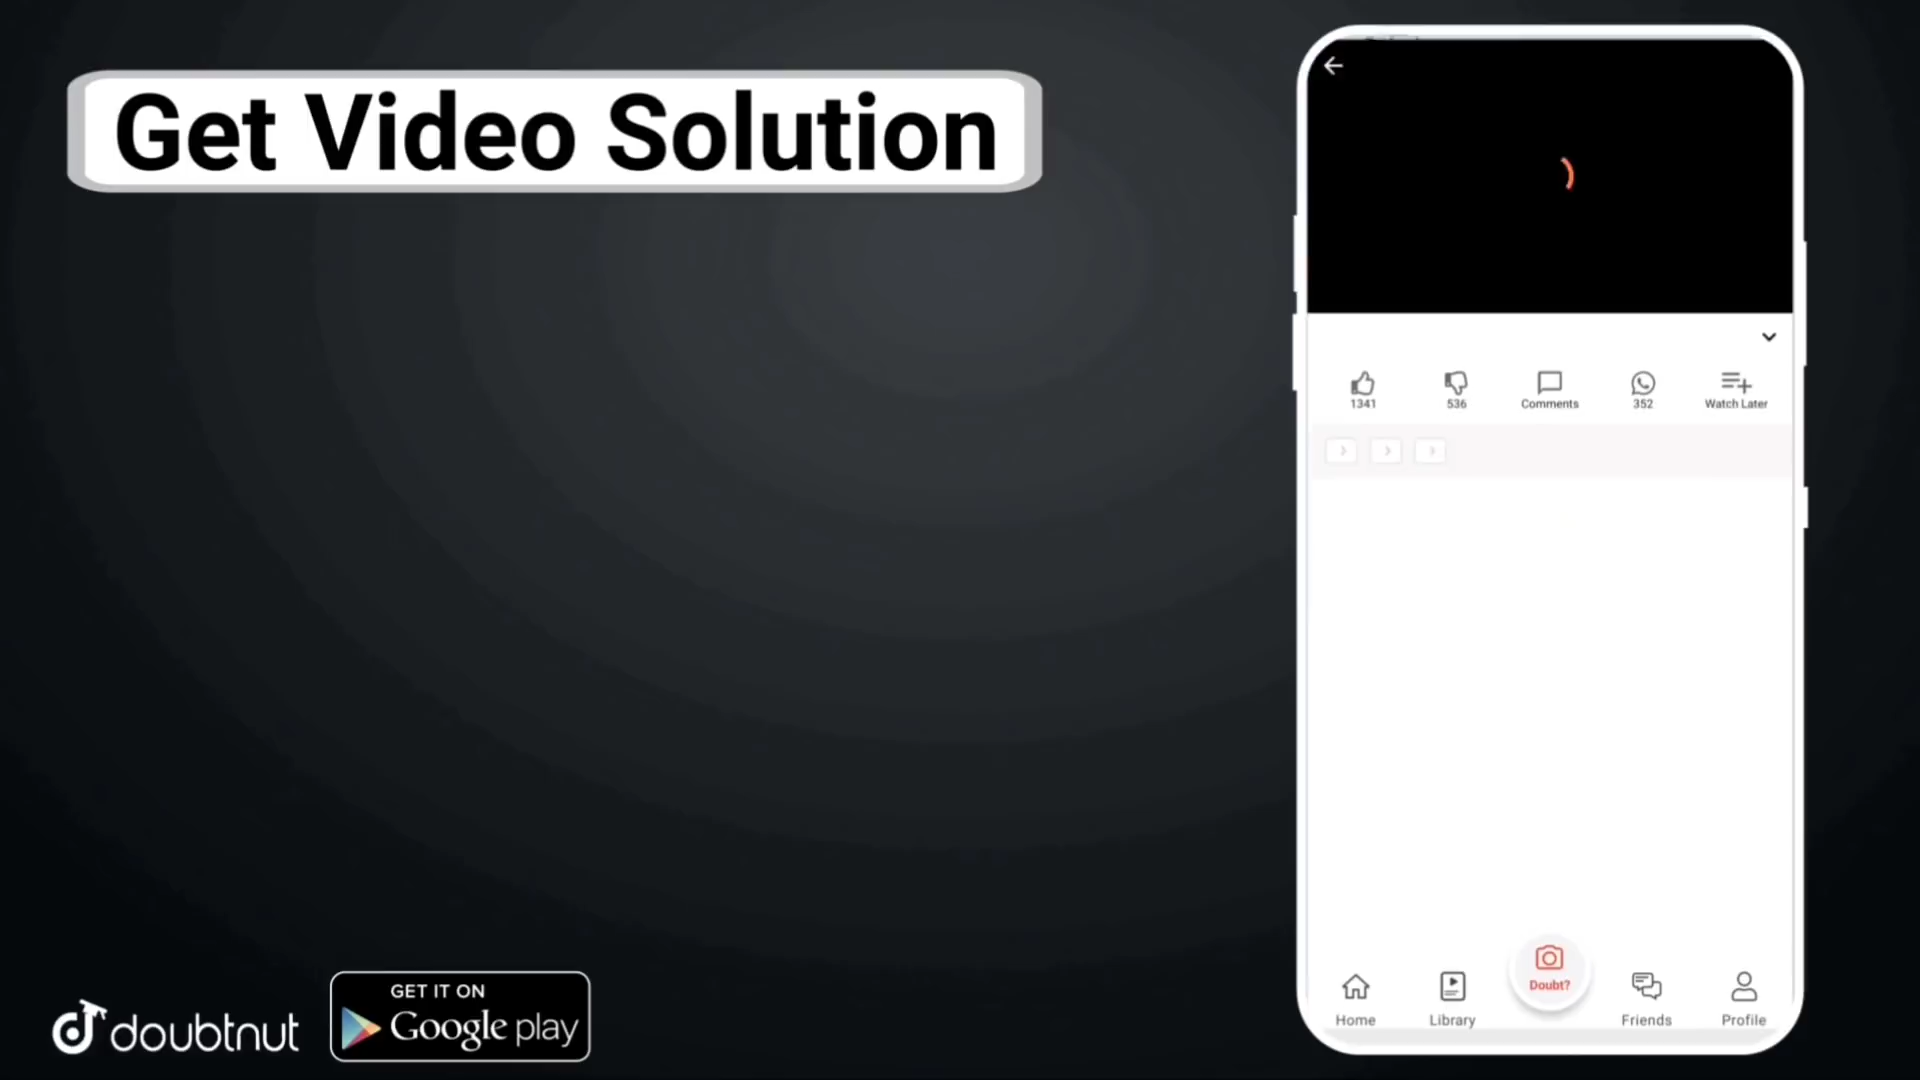 Get Video Solution
1341
536
Comments
352
Watch Later
Doubt?
Home
Library
Friends
Profile
doubtnut
GET IT ON
Google play